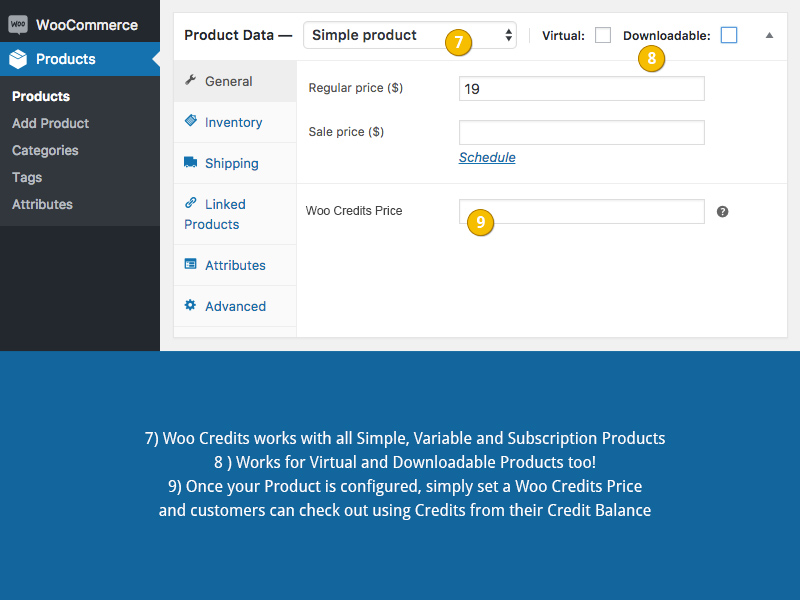 Woo WooCommerce
Products
Products
Add Product
Categories
Tags
Attributes
Product Data — Simple product Virtual: Downloadable:
7
8
General
Inventory
Shipping
Linked
Products
Attributes
Advanced
Regular price ($) 19
Sale price ($)
Schedule
Woo Credits Price ?
9
7) Woo Credits works with all Simple, Variable and Subscription Products
8 ) Works for Virtual and Downloadable Products too!
9) Once your Product is configured, simply set a Woo Credits Price
and customers can check out using Credits from their Credit Balance